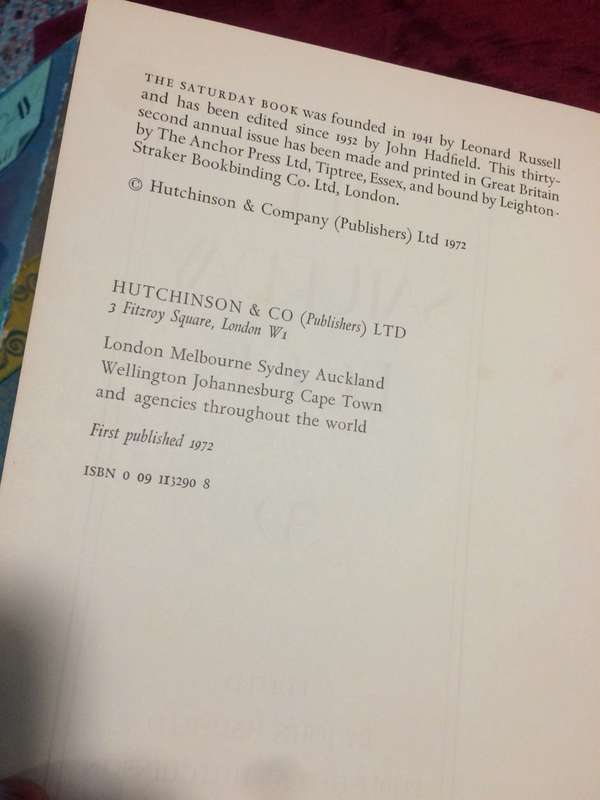 THE SATURDAY BOOK was founded in 1941 by Leonard Russell
and has been edited since 1952 by John Hadfield. This thirty-
second annual issue has been made and printed in Great Britain
by The Anchor Press Ltd, Tiptree, Essex, and bound by Leighton-
Straker Bookbinding Co. Ltd, London.
© Hutchinson & Company (Publishers) Ltd 1972
HUTCHINSON & CO (Publishers) LTD
3 Fitzroy Square, London W1
London Melbourne Sydney Auckland
Wellington Johannesburg Cape Town
and agencies throughout the world
First published 1972
ISBN 0 09 113290 8